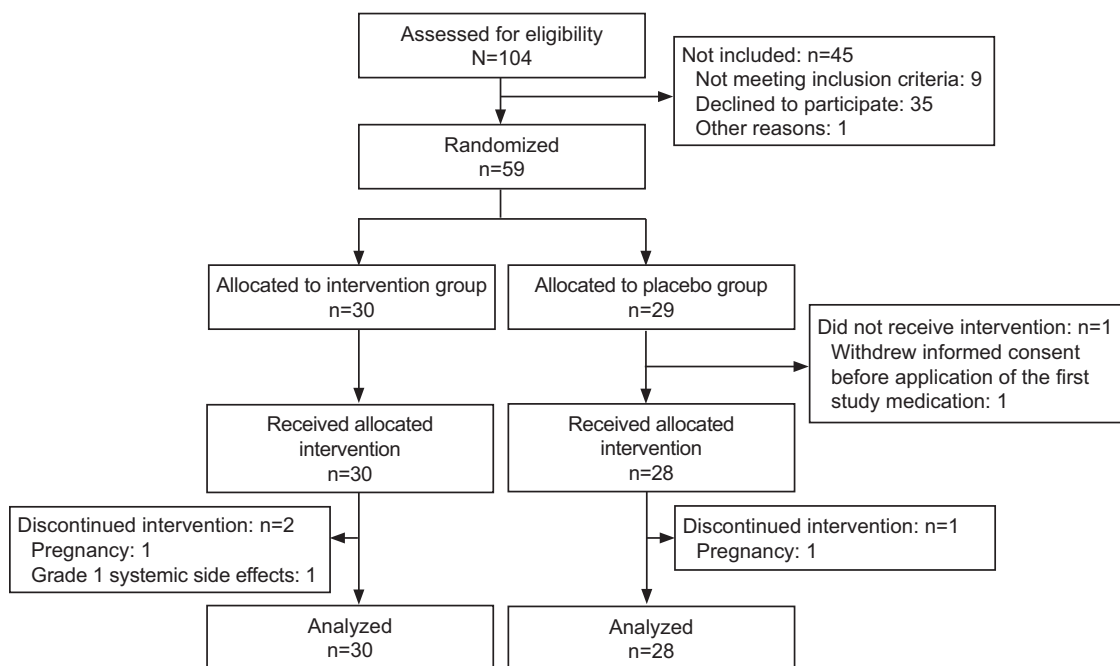 Assessed for eligibility
N=104
Not included: n=45
Not meeting inclusion criteria: 9
Declined to participate: 35
Other reasons: 1
Randomized
n=59
Allocated to intervention group
n=30
Allocated to placebo group
n=29
Did not receive intervention: n=1
Withdrew informed consent
before application of the first
study medication: 1
Received allocated
intervention
n=30
Received allocated
intervention
n=28
Discontinued intervention: n=2
Pregnancy: 1
Grade 1 systemic side effects: 1
Discontinued intervention: n=1
Pregnancy: 1
Analyzed
n=30
Analyzed
n=28